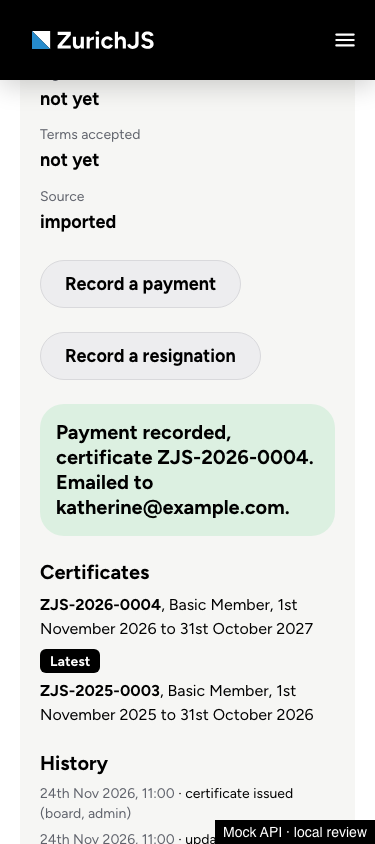 ZurichJS
not yet
Terms accepted
not yet
Source
imported
Record a payment
Record a resignation
Payment recorded,
certificate ZJS-2026-0004.
Emailed to
katherine@example.com.
Certificates
ZJS-2026-0004, Basic Member, 1st
November 2026 to 31st October 2027
Latest
ZJS-2025-0003, Basic Member, 1st
November 2025 to 31st October 2026
History
24th Nov 2026, 11:00 · certificate issued
(board, admin)
24th Nov 2026, 11:00 ·
Mock API · local review